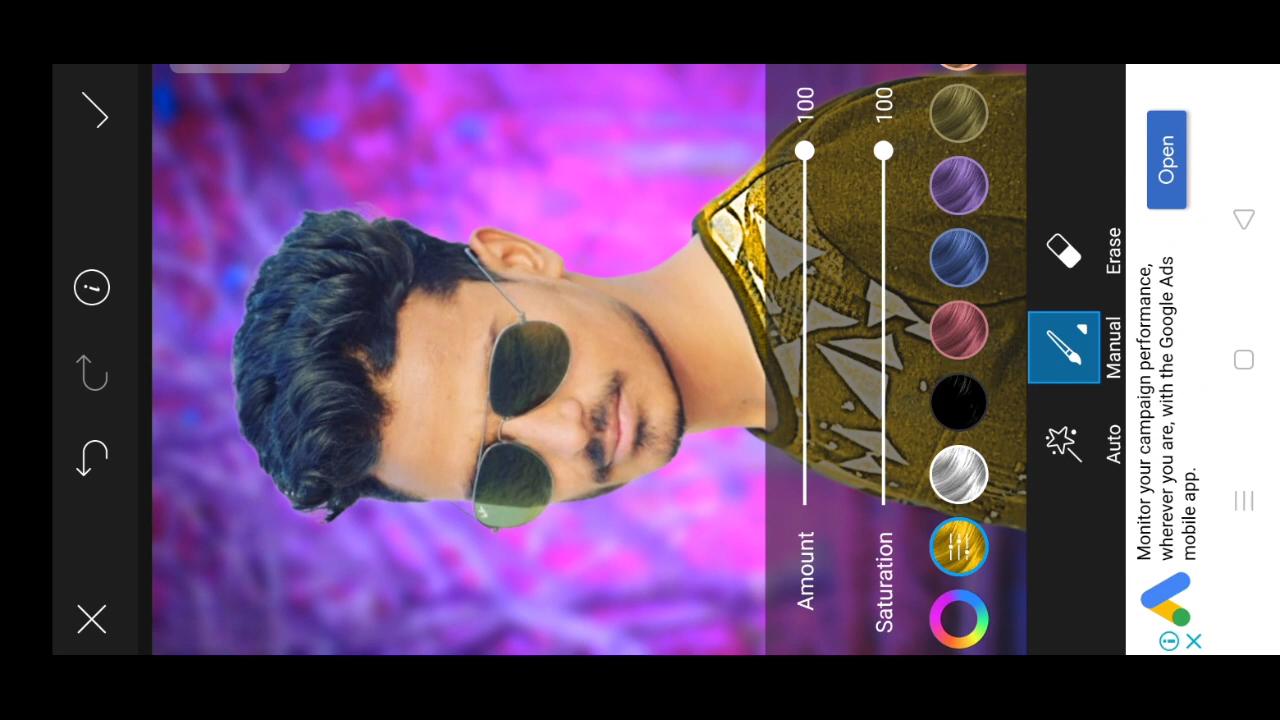 Amount 100
Saturation 100
Auto Manual Erase
Monitor your campaign performance,
wherever you are, with the Google Ads
mobile app.
Open